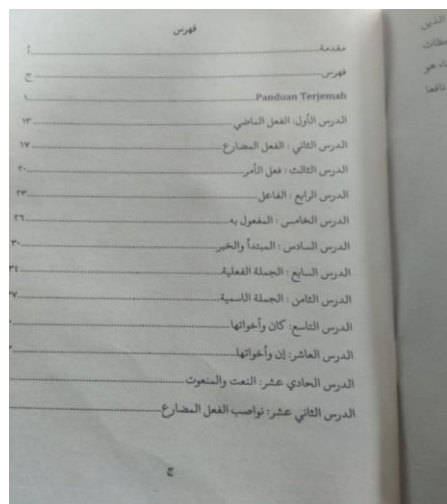 فهرس
مقدمة ............ أ
فهرس ............ ج
Panduan Terjemah ............ ١
الدرس الأول: الفعل الماضي ............ ١٣
الدرس الثاني : الفعل المضارع ............ ١٧
الدرس الثالث : فعل الأمر ............ ٢٠
الدرس الرابع : الفاعل ............ ٢٣
الدرس الخامس : المفعول به ............ ٢٦
الدرس السادس : المبتدأ والخبر ............ ٣٠
الدرس السابع : الجملة الفعلية ............ ٣٤
الدرس الثامن : الجملة الاسمية ............ ٣٧
الدرس التاسع: كان وأخواتها ............
الدرس العاشر: إن وأخواتها ............
الدرس الحادي عشر: النعت والمنعوت ............
الدرس الثاني عشر: نواصب الفعل المضارع ............
ج
الذين
هو
نافعا